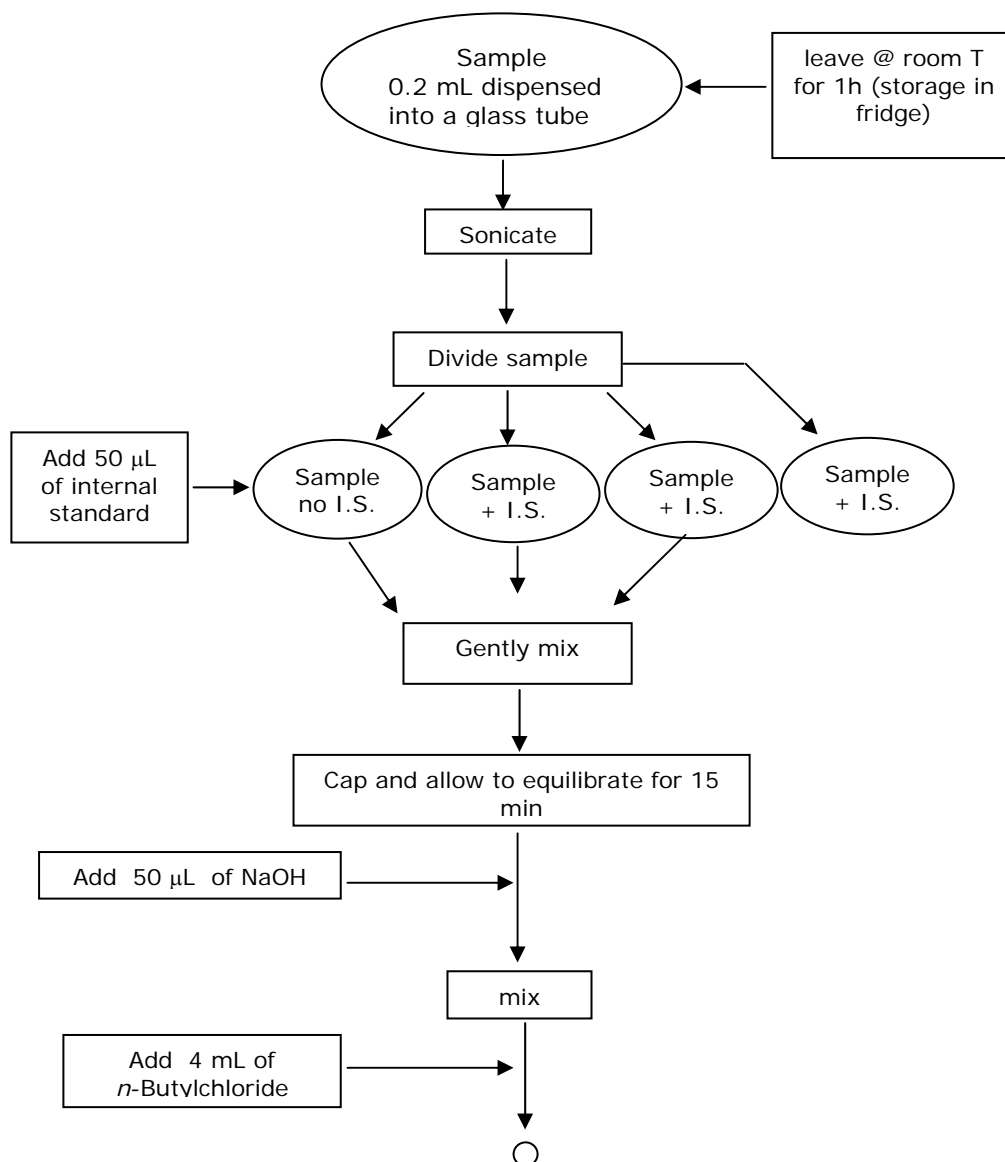 Sample
0.2 mL dispensed
into a glass tube
leave @ room T
for 1h (storage in
fridge)
Sonicate
Divide sample
Add 50 μL
of internal
standard
Sample
no I.S.
Sample
+ I.S.
Sample
+ I.S.
Sample
+ I.S.
Gently mix
Cap and allow to equilibrate for 15
min
Add 50 μL of NaOH
mix
Add 4 mL of
n-Butylchloride